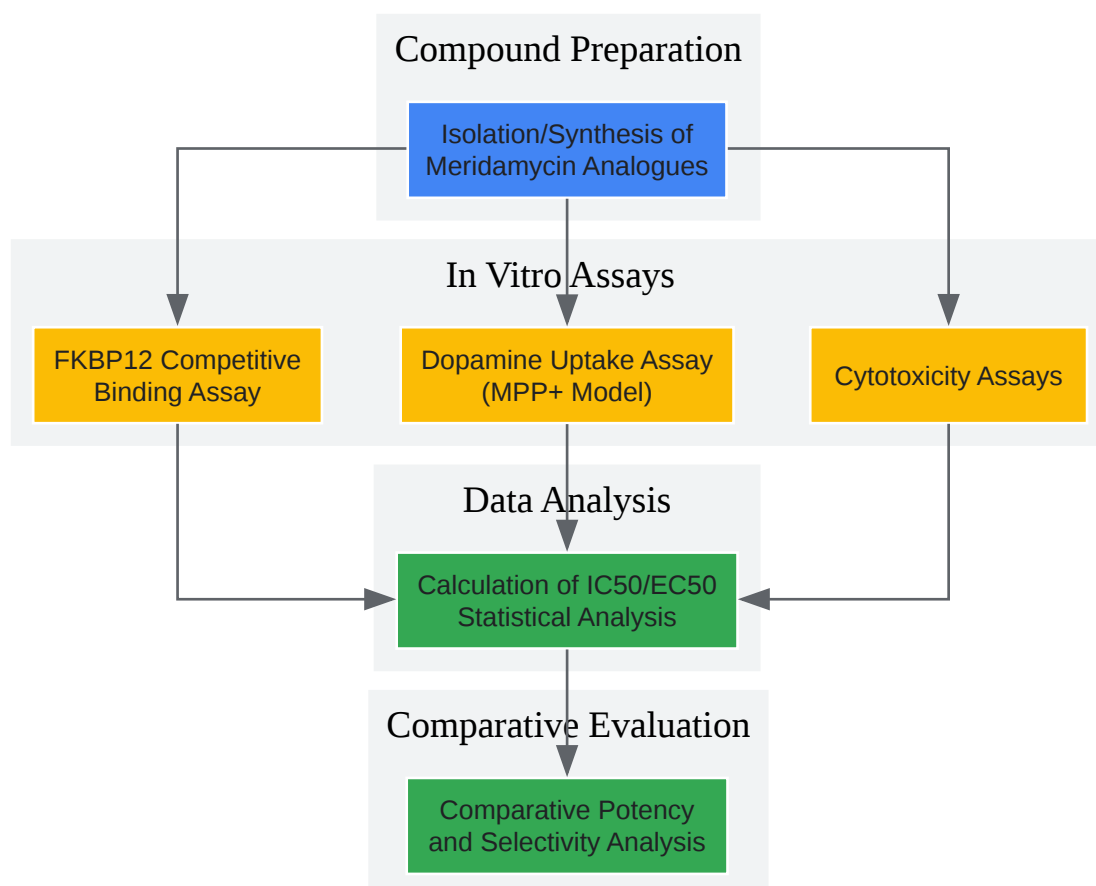 Compound Preparation
Isolation/Synthesis of
Meridamycin Analogues
In Vitro Assays
FKBP12 Competitive
Binding Assay
Dopamine Uptake Assay
(MPP+ Model)
Cytotoxicity Assays
Data Analysis
Calculation of IC50/EC50
Statistical Analysis
Comparative Evaluation
Comparative Potency
and Selectivity Analysis